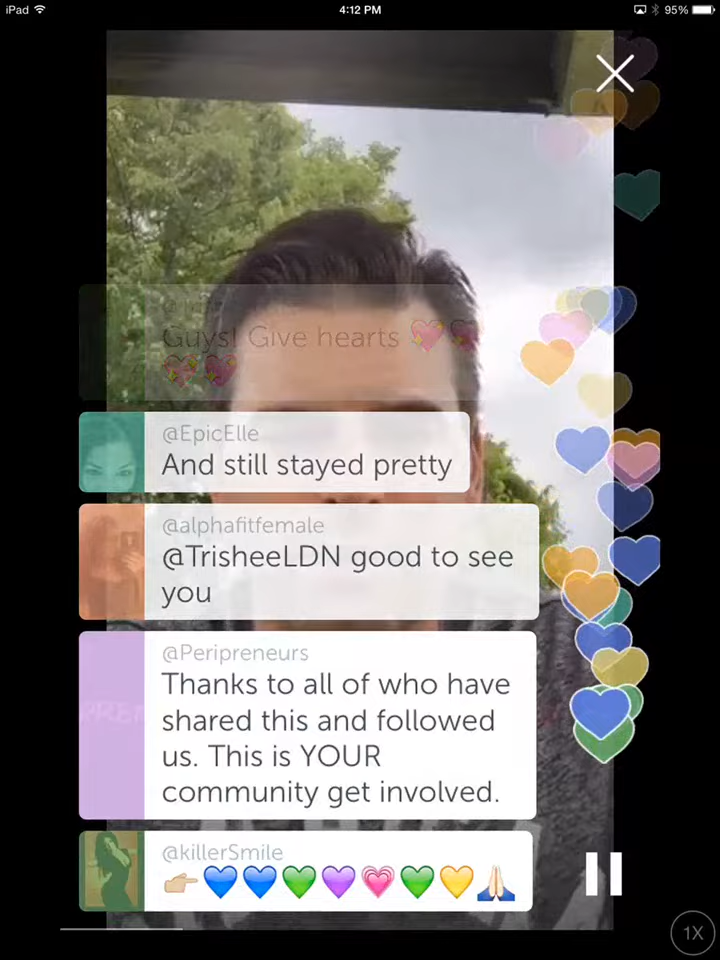 iPad 4:12 PM 95%
Guys! Give hearts 💖💖
💖💖
@EpicElle
And still stayed pretty
@alphafitfemale
@TrisheeLDN good to see
you
@Peripreneurs
Thanks to all of who have
shared this and followed
us. This is YOUR
community get involved.
@killerSmile
👉🏼💙💙💚💜💗💚💛🙏🏻
1X